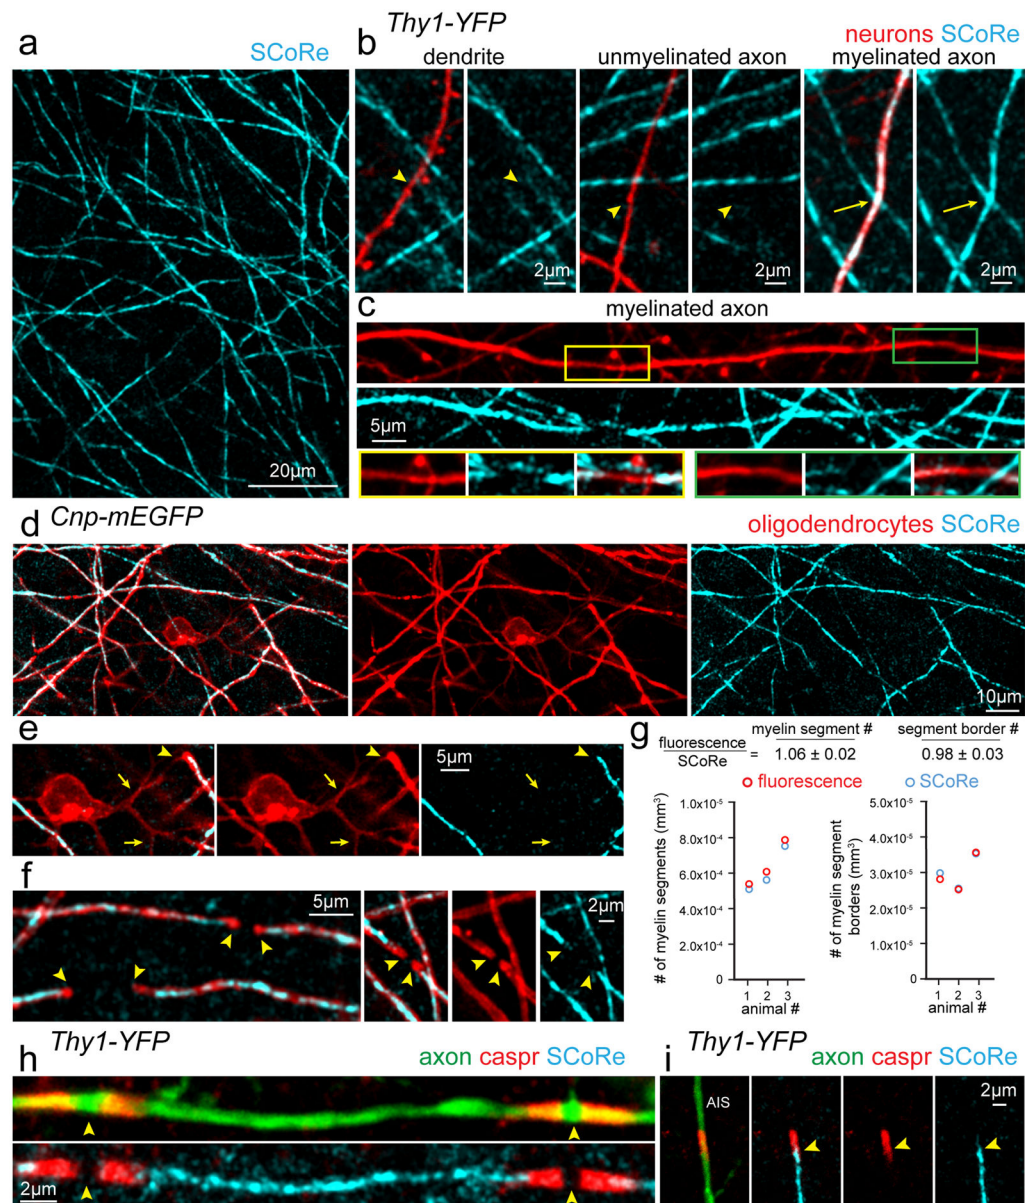 a
SCoRe
20µm
b Thy1-YFP
neurons SCoRe
dendrite
unmyelinated axon
myelinated axon
2µm
2µm
2µm
c
myelinated axon
5µm
d Cnp-mEGFP
oligodendrocytes SCoRe
10µm
e
5µm
f
5µm
2µm
g
myelin segment #
segment border #
fluorescence
SCoRe
=
1.06 ± 0.02
0.98 ± 0.03
fluorescence
SCoRe
# of myelin segments (mm³)
1.0x10⁻⁶
8.0x10⁻⁴
6.0x10⁻⁴
4.0x10⁻⁴
2.0x10⁻⁴
0
1 2 3
animal #
# of myelin segment
borders (mm³)
5.0x10⁻⁵
4.0x10⁻⁵
3.0x10⁻⁵
2.0x10⁻⁵
1.0x10⁻⁵
0
1 2 3
animal #
h Thy1-YFP
axon caspr SCoRe
2µm
i Thy1-YFP
axon caspr SCoRe
AIS
2µm